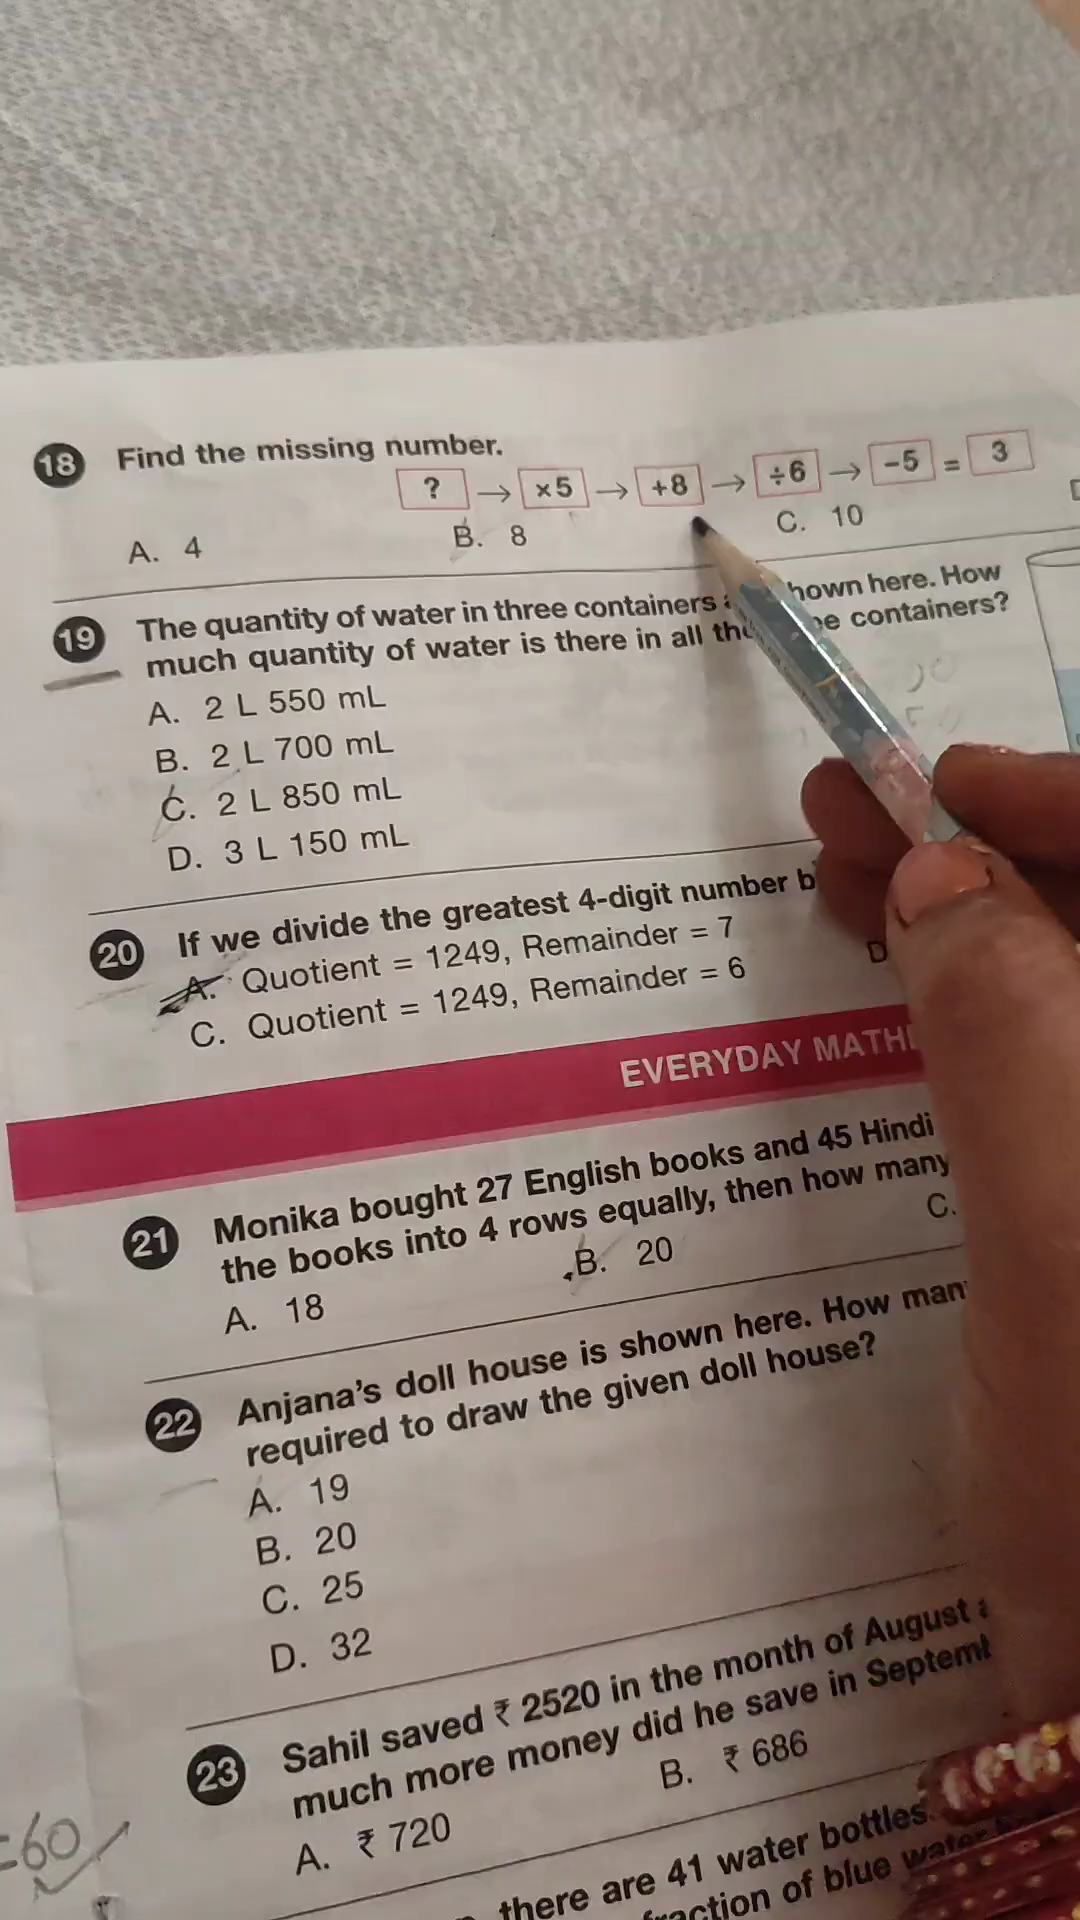 18 Find the missing number.
? → ×5 → +8 → ÷6 → −5 = 3
A. 4 B. 8 C. 10
19 The quantity of water in three containers hown here. How
much quantity of water is there in all th e containers?
A. 2 L 550 mL
B. 2 L 700 mL
C. 2 L 850 mL
D. 3 L 150 mL
20 If we divide the greatest 4-digit number b
A. Quotient = 1249, Remainder = 7
C. Quotient = 1249, Remainder = 6 D
EVERYDAY MATH
21 Monika bought 27 English books and 45 Hindi
the books into 4 rows equally, then how many
A. 18 B. 20 C.
22 Anjana's doll house is shown here. How man
required to draw the given doll house?
A. 19
B. 20
C. 25
D. 32
23 Sahil saved ₹ 2520 in the month of August
much more money did he save in Septem
A. ₹ 720 B. ₹ 686
=60
there are 41 water bottles.
fraction of blue water